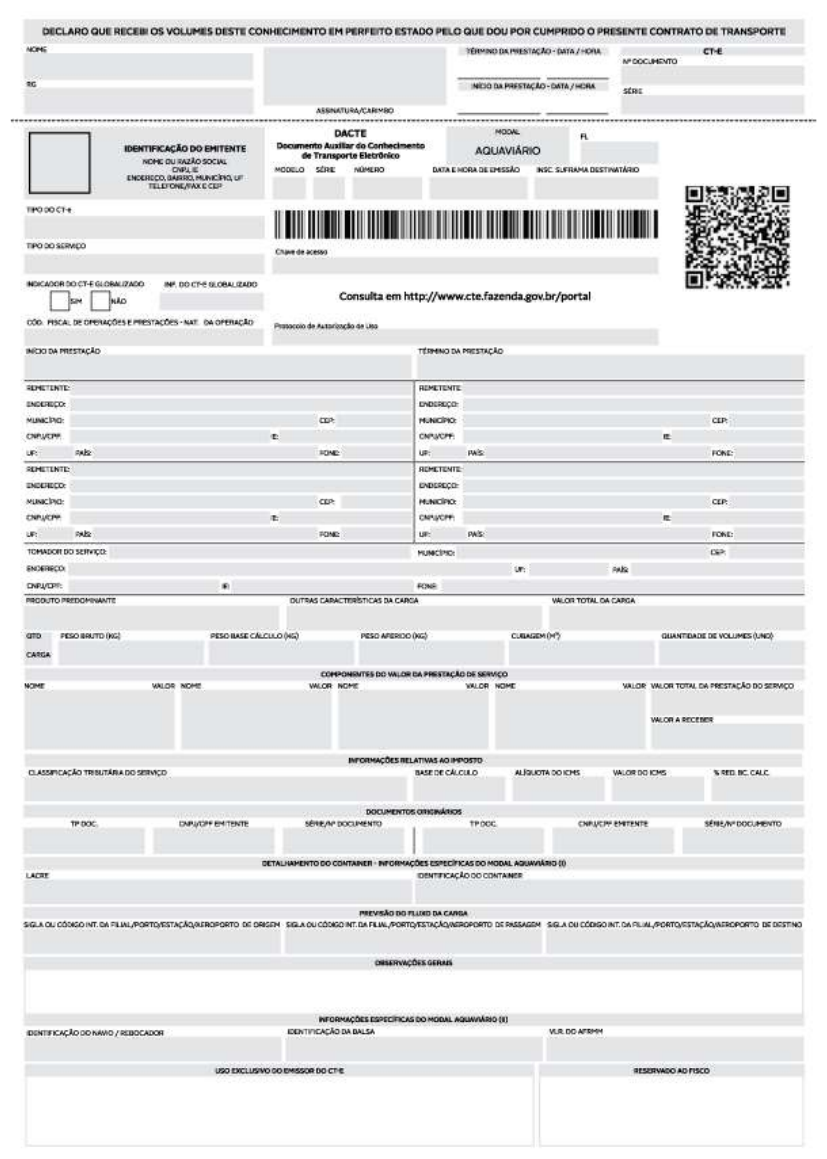 DECLARO QUE RECEBI OS VOLUMES DESTE CONHECIMENTO EM PERFEITO ESTADO PELO QUE DOU POR CUMPRIDO O PRESENTE CONTRATO DE TRANSPORTE
NOME
TÉRMINO DA PRESTAÇÃO - DATA / HORA
CT-E
Nº DOCUMENTO
RG
INÍCIO DA PRESTAÇÃO - DATA / HORA
SÉRIE
ASSINATURA/CARIMBO
IDENTIFICAÇÃO DO EMITENTE
NOME OU RAZÃO SOCIAL
CNPJ, IE
ENDEREÇO, BAIRRO, MUNICÍPIO, UF
TELEFONE/FAX E CEP
DACTE
Documento Auxiliar do Conhecimento
de Transporte Eletrônico
MODAL
AQUAVIÁRIO
FL
MODELO SÉRIE NÚMERO DATA E HORA DE EMISSÃO INSC. SUFRAMA DESTINATÁRIO
TIPO DO CT-e
TIPO DO SERVIÇO
Chave de acesso
INDICADOR DO CT-E GLOBALIZADO INF. DO CT-E GLOBALIZADO
SIM NÃO
Consulta em http://www.cte.fazenda.gov.br/portal
CÓD. FISCAL DE OPERAÇÕES E PRESTAÇÕES - NAT. DA OPERAÇÃO
Protocolo de Autorização de Uso
INÍCIO DA PRESTAÇÃO TÉRMINO DA PRESTAÇÃO
REMETENTE: REMETENTE:
ENDEREÇO: ENDEREÇO:
MUNICÍPIO: CEP: MUNICÍPIO: CEP:
CNPJ/CPF: IE: CNPJ/CPF: IE:
UF: PAÍS: FONE: UF: PAÍS: FONE:
REMETENTE: REMETENTE:
ENDEREÇO: ENDEREÇO:
MUNICÍPIO: CEP: MUNICÍPIO: CEP:
CNPJ/CPF: IE: CNPJ/CPF: IE:
UF: PAÍS: FONE: UF: PAÍS: FONE:
TOMADOR DO SERVIÇO: MUNICÍPIO: CEP:
ENDEREÇO: UF: PAÍS:
CNPJ/CPF: IE: FONE:
PRODUTO PREDOMINANTE OUTRAS CARACTERÍSTICAS DA CARGA VALOR TOTAL DA CARGA
QTD PESO BRUTO (KG) PESO BASE CÁLCULO (KG) PESO AFERIDO (KG) CUBAGEM (M³) QUANTIDADE DE VOLUMES (UND)
CARGA
COMPONENTES DO VALOR DA PRESTAÇÃO DE SERVIÇO
NOME VALOR NOME VALOR NOME VALOR NOME VALOR VALOR TOTAL DA PRESTAÇÃO DO SERVIÇO
VALOR A RECEBER
INFORMAÇÕES RELATIVAS AO IMPOSTO
CLASSIFICAÇÃO TRIBUTÁRIA DO SERVIÇO BASE DE CÁLCULO ALÍQUOTA DO ICMS VALOR DO ICMS % RED. BC. CALC.
DOCUMENTOS ORIGINÁRIOS
TP DOC. CNPJ/CPF EMITENTE SÉRIE/Nº DOCUMENTO TP DOC. CNPJ/CPF EMITENTE SÉRIE/Nº DOCUMENTO
DETALHAMENTO DO CONTAINER - INFORMAÇÕES ESPECÍFICAS DO MODAL AQUAVIÁRIO (I)
LACRE IDENTIFICAÇÃO DO CONTAINER
PREVISÃO DO FLUXO DA CARGA
SIGLA OU CÓDIGO INT. DA FILIAL/PORTO/ESTAÇÃO/AEROPORTO DE ORIGEM SIGLA OU CÓDIGO INT. DA FILIAL/PORTO/ESTAÇÃO/AEROPORTO DE PASSAGEM SIGLA OU CÓDIGO INT. DA FILIAL/PORTO/ESTAÇÃO/AEROPORTO DE DESTINO
OBSERVAÇÕES GERAIS
INFORMAÇÕES ESPECÍFICAS DO MODAL AQUAVIÁRIO (II)
IDENTIFICAÇÃO DO NAVIO / REBOCADOR IDENTIFICAÇÃO DA BALSA VLR. DO AFRMM
USO EXCLUSIVO DO EMISSOR DO CT-E RESERVADO AO FISCO